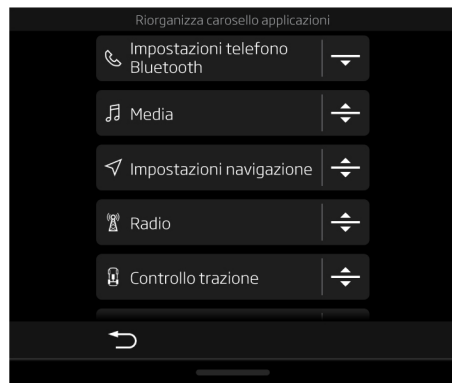 Riorganizza carosello applicazioni
Impostazioni telefono
Bluetooth
Media
Impostazioni navigazione
Radio
Controllo trazione